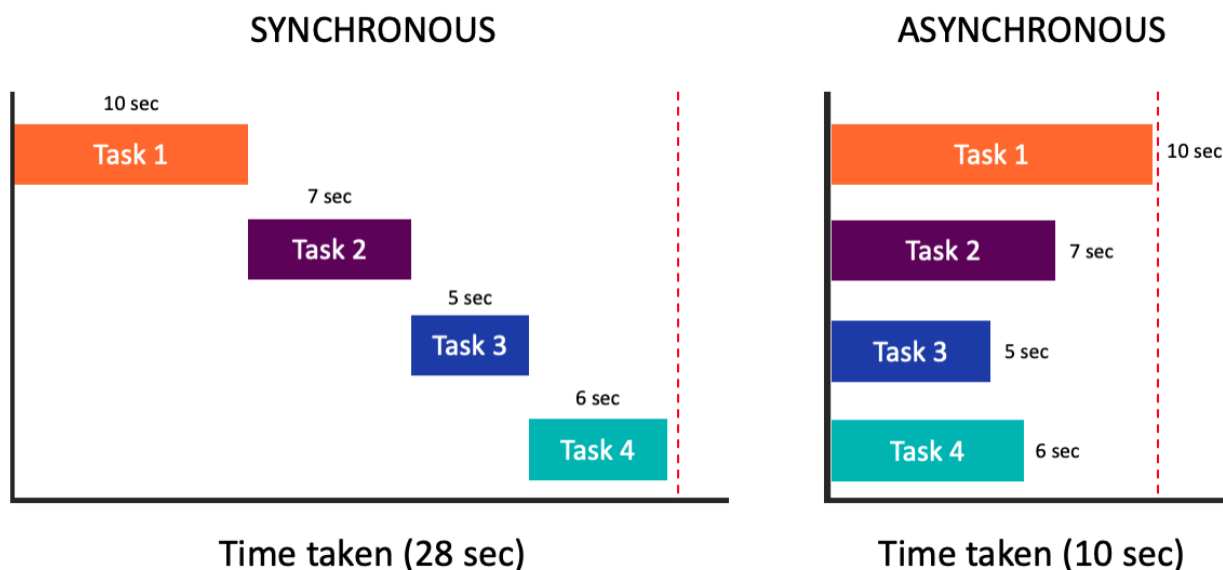 SYNCHRONOUS
10 sec
Task 1
7 sec
Task 2
5 sec
Task 3
6 sec
Task 4
Time taken (28 sec)
ASYNCHRONOUS
Task 1
10 sec
Task 2
7 sec
Task 3
5 sec
Task 4
6 sec
Time taken (10 sec)